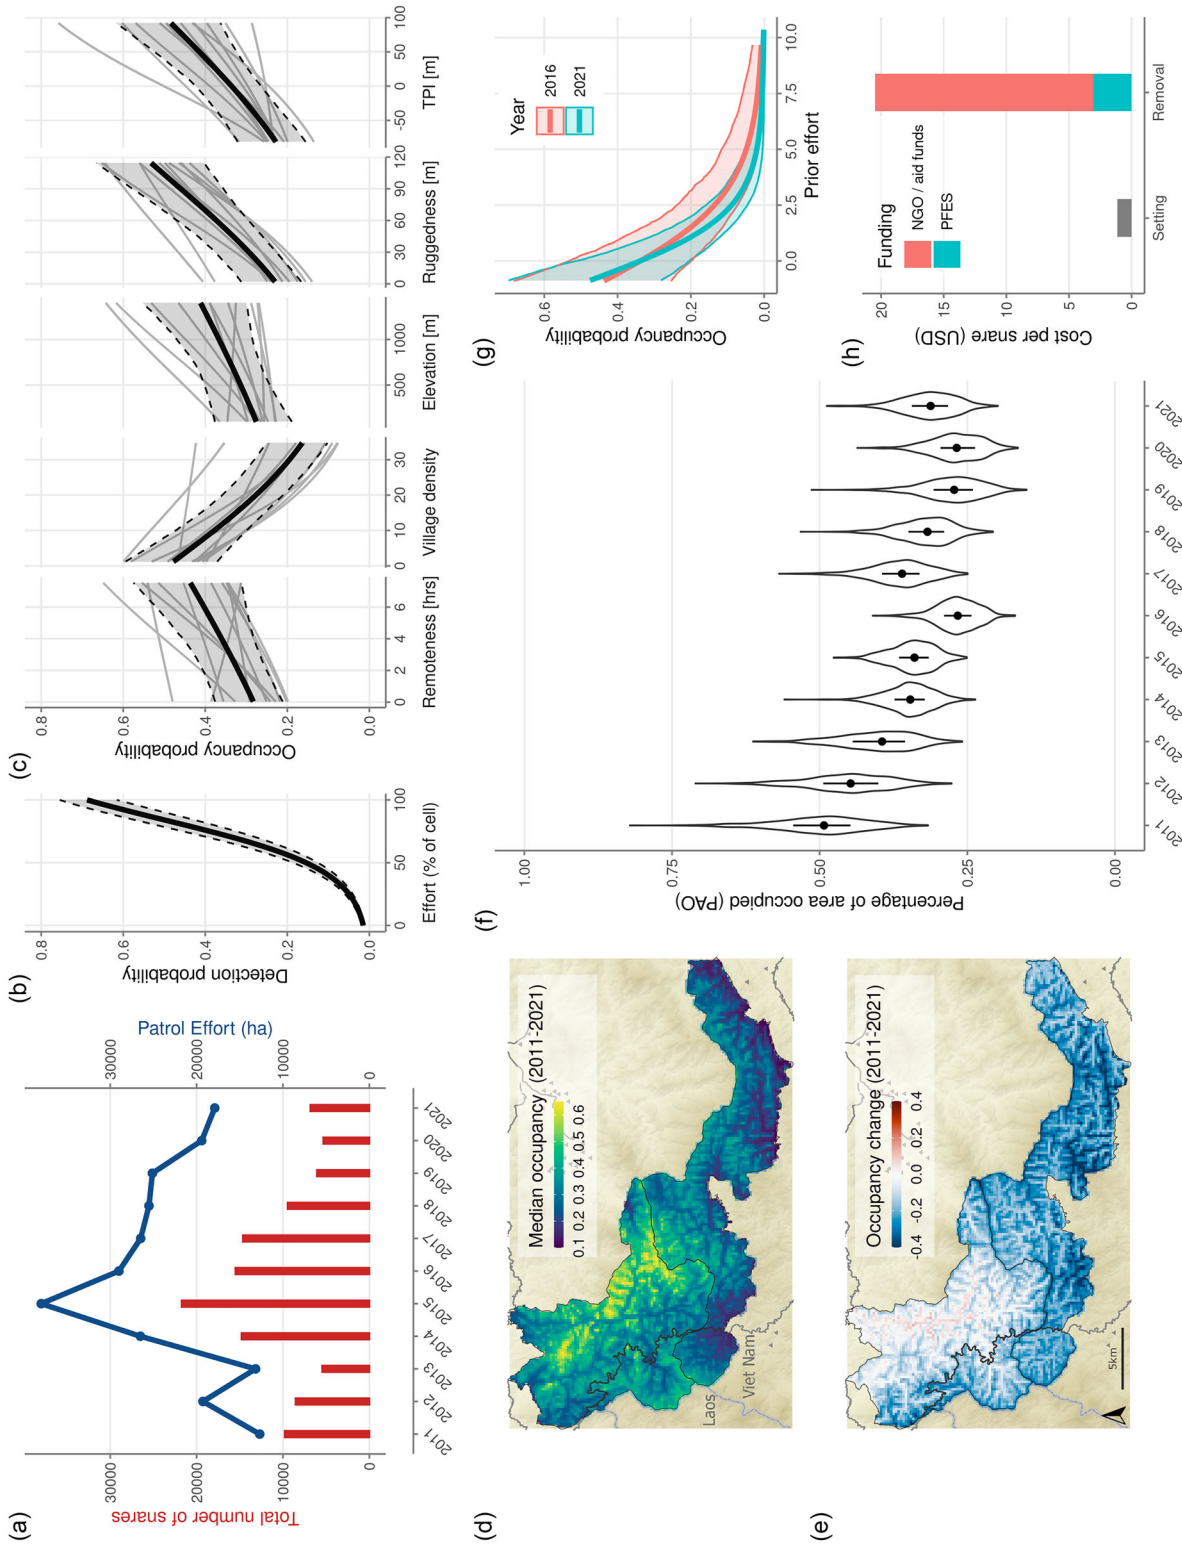 (a)
Total number of snares
30000
20000
10000
0
Patrol Effort (ha)
30000
20000
10000
0
2011
2012
2013
2014
2015
2016
2017
2018
2019
2020
2021
(b)
Detection probability
0.8
0.6
0.4
0.2
0.0
0
50
100
Effort (% of cell)
(c)
Occupancy probability
0.8
0.6
0.4
0.2
0.0
0
2
4
6
Remoteness [hrs]
0
10
20
30
Village density
500
1000
Elevation [m]
0
30
60
90
120
Ruggedness [m]
-50
0
50
100
TPI [m]
(d)
Median occupancy (2011-2021)
0.1 0.2 0.3 0.4 0.5 0.6
Laos
Viet Nam
(e)
Occupancy change (2011-2021)
-0.4 -0.2 0.0 0.2 0.4
5km
(f)
Percentage of area occupied (PAO)
1.00
0.75
0.50
0.25
0.00
2011
2012
2013
2014
2015
2016
2017
2018
2019
2020
2021
(g)
Occupancy probability
0.6
0.4
0.2
0.0
Year
2016
2021
0.0
2.5
5.0
7.5
10.0
Prior effort
(h)
Cost per snare (USD)
20
15
10
5
0
Funding
NGO / aid funds
PFES
Setting
Removal